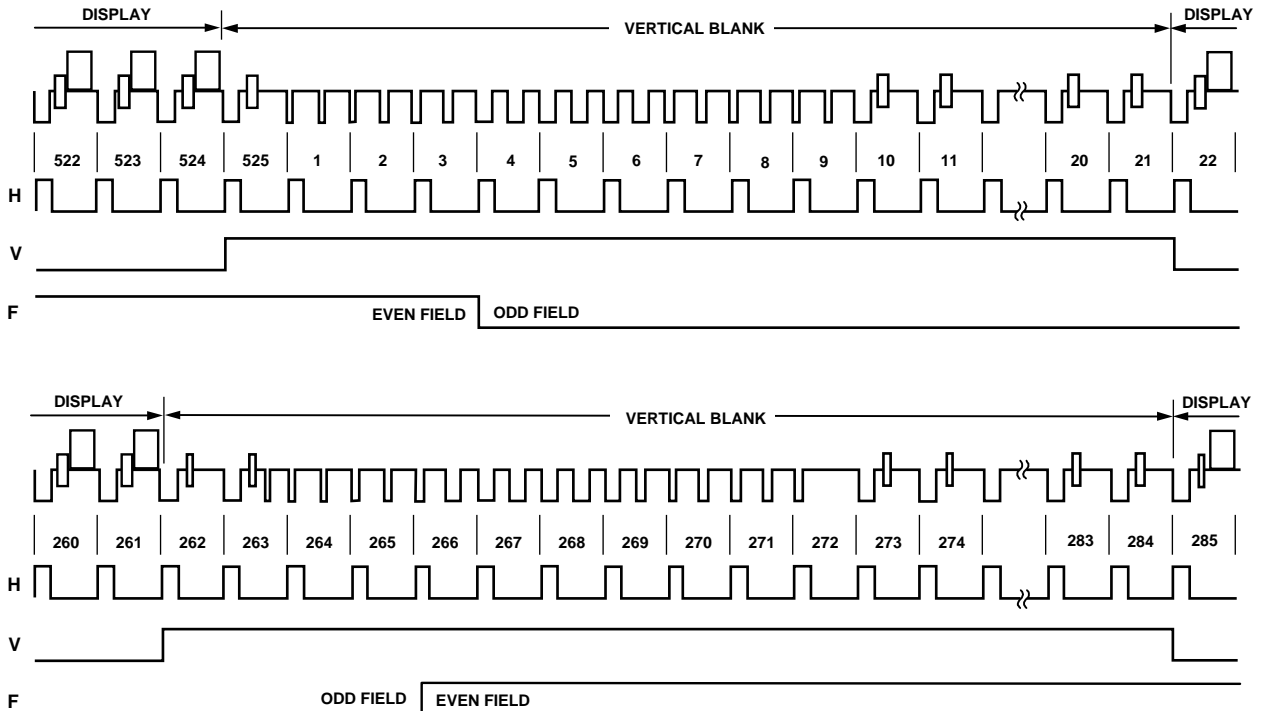 DISPLAY VERTICAL BLANK DISPLAY
522 523 524 525 1 2 3 4 5 6 7 8 9 10 11 20 21 22
H
V
F
EVEN FIELD ODD FIELD
DISPLAY VERTICAL BLANK DISPLAY
260 261 262 263 264 265 266 267 268 269 270 271 272 273 274 283 284 285
H
V
F
ODD FIELD EVEN FIELD